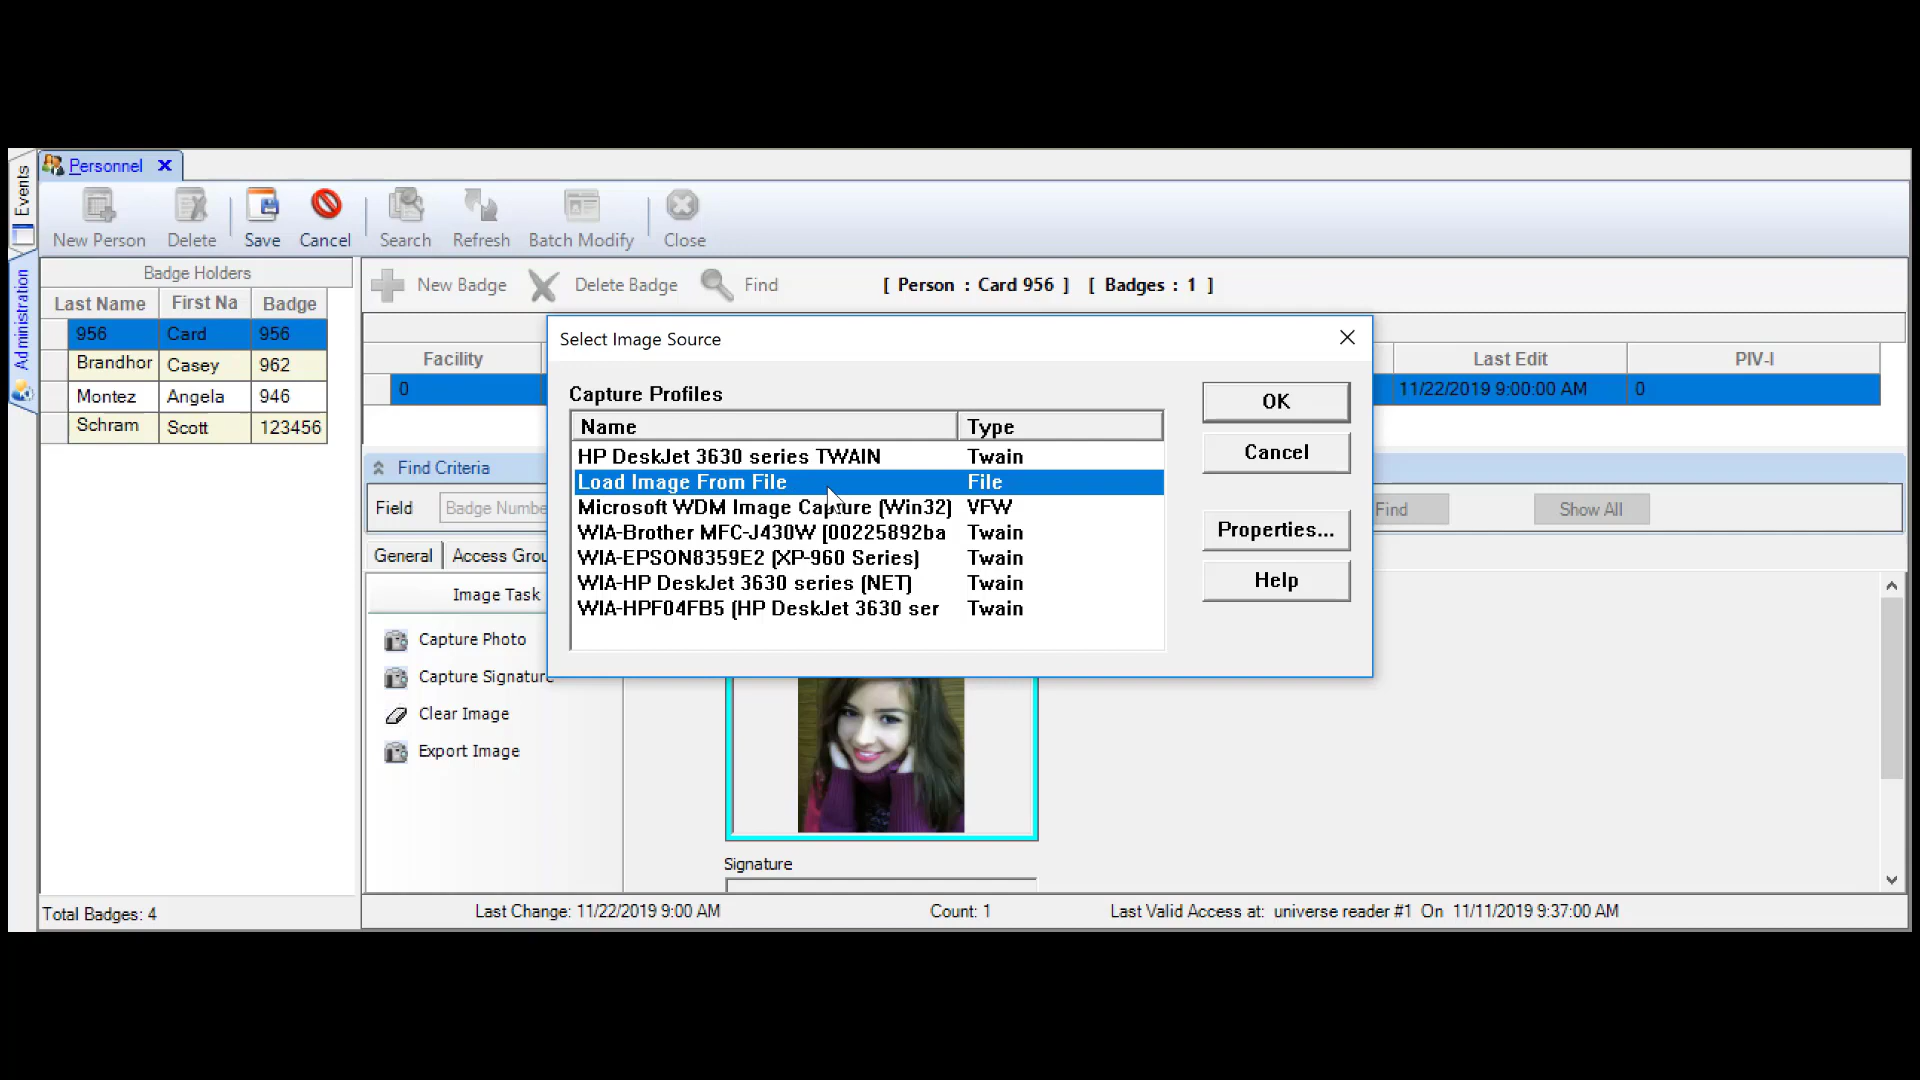 Events
Administration
Personnel
New Person Delete Save Cancel Search Refresh Batch Modify Close
Badge Holders
Last Name First Na Badge
956 Card 956
Brandhor Casey 962
Montez Angela 946
Schram Scott 123456
Total Badges: 4
New Badge Delete Badge Find [ Person : Card 956 ] [ Badges : 1 ]
Facility Last Edit PIV-I
0 11/22/2019 9:00:00 AM 0
Select Image Source
Capture Profiles
Name Type
HP DeskJet 3630 series TWAIN Twain
Load Image From File File
Microsoft WDM Image Capture (Win32) VFW
WIA-Brother MFC-J430W [00225892ba Twain
WIA-EPSON8359E2 (XP-960 Series) Twain
WIA-HP DeskJet 3630 series (NET) Twain
WIA-HPF04FB5 (HP DeskJet 3630 ser Twain
OK
Cancel
Properties...
Help
Find Criteria
Field Badge Numbe Find Show All
General Access Grou
Image Task
Capture Photo
Capture Signature
Clear Image
Export Image
Signature
Last Change: 11/22/2019 9:00 AM Count: 1 Last Valid Access at: universe reader #1 On 11/11/2019 9:37:00 AM